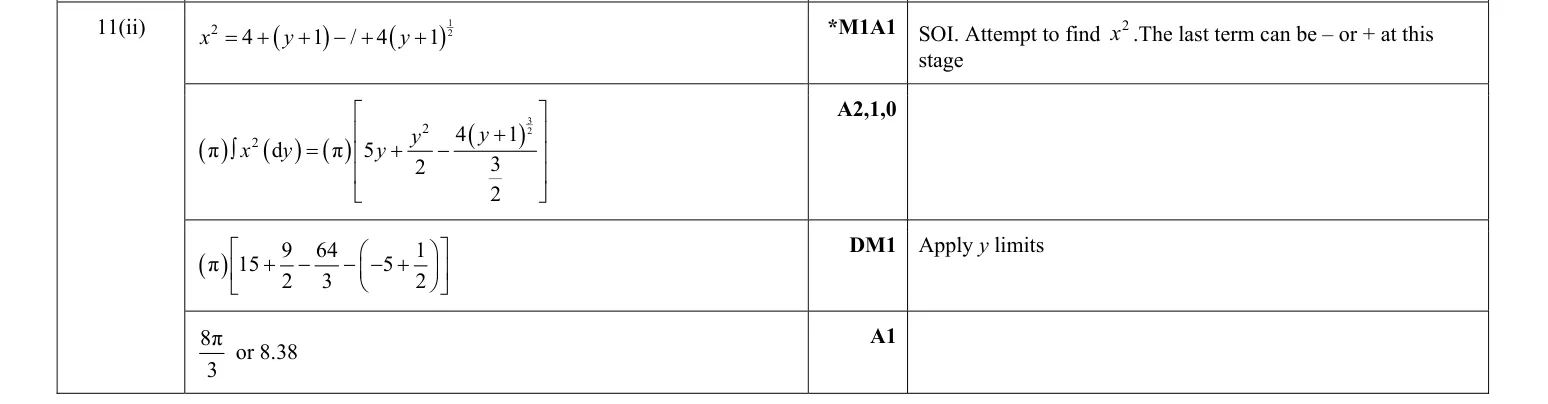 11(ii) x² = 4 + (y + 1) − / + 4(y + 1)^(1/2) *M1A1 SOI. Attempt to find x² .The last term can be – or + at this
stage
(π)∫x²(dy) = (π)[5y + y²/2 − 4(y + 1)^(3/2)/(3/2)] A2,1,0
(π)[15 + 9/2 − 64/3 − (−5 + 1/2)] DM1 Apply y limits
8π/3 or 8.38 A1